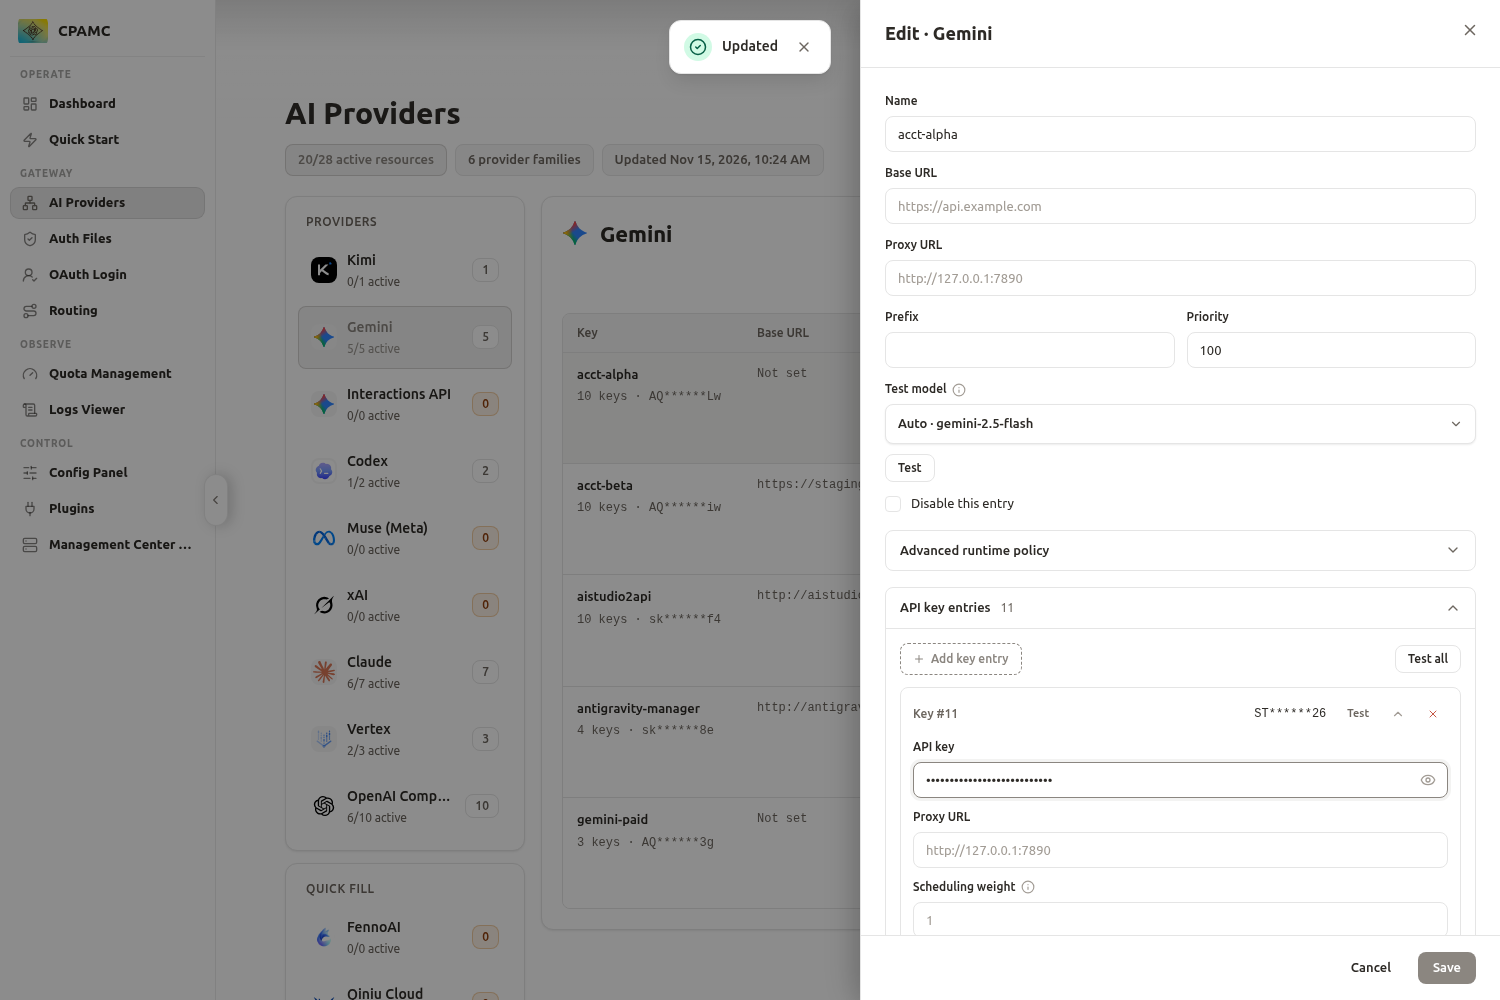 CPAMC
OPERATE
Dashboard
Quick Start
GATEWAY
AI Providers
Auth Files
OAuth Login
Routing
OBSERVE
Quota Management
Logs Viewer
CONTROL
Config Panel
Plugins
Management Center ...
Updated
AI Providers
20/28 active resources
6 provider families
Updated Nov 15, 2026, 10:24 AM
PROVIDERS
Kimi
0/1 active
1
Gemini
5/5 active
5
Interactions API
0/0 active
0
Codex
1/2 active
2
Muse (Meta)
0/0 active
0
xAI
0/0 active
0
Claude
6/7 active
7
Vertex
2/3 active
3
OpenAI Comp...
6/10 active
10
QUICK FILL
FennoAI
0/0 active
0
Qiniu Cloud
Gemini
Key
Base URL
acct-alpha
Not set
10 keys · AQ******Lw
acct-beta
https://staging
10 keys · AQ******iw
aistudio2api
http://aistudio
10 keys · sk******f4
antigravity-manager
http://antigrav
4 keys · sk******8e
gemini-paid
Not set
3 keys · AQ******3g
Edit · Gemini
Name
acct-alpha
Base URL
https://api.example.com
Proxy URL
http://127.0.0.1:7890
Prefix
Priority
100
Test model
Auto · gemini-2.5-flash
Test
Disable this entry
Advanced runtime policy
API key entries 11
+ Add key entry
Test all
Key #11
ST******26
Test
API key
•••••••••••••••••••••••••••
Proxy URL
http://127.0.0.1:7890
Scheduling weight
1
Cancel
Save